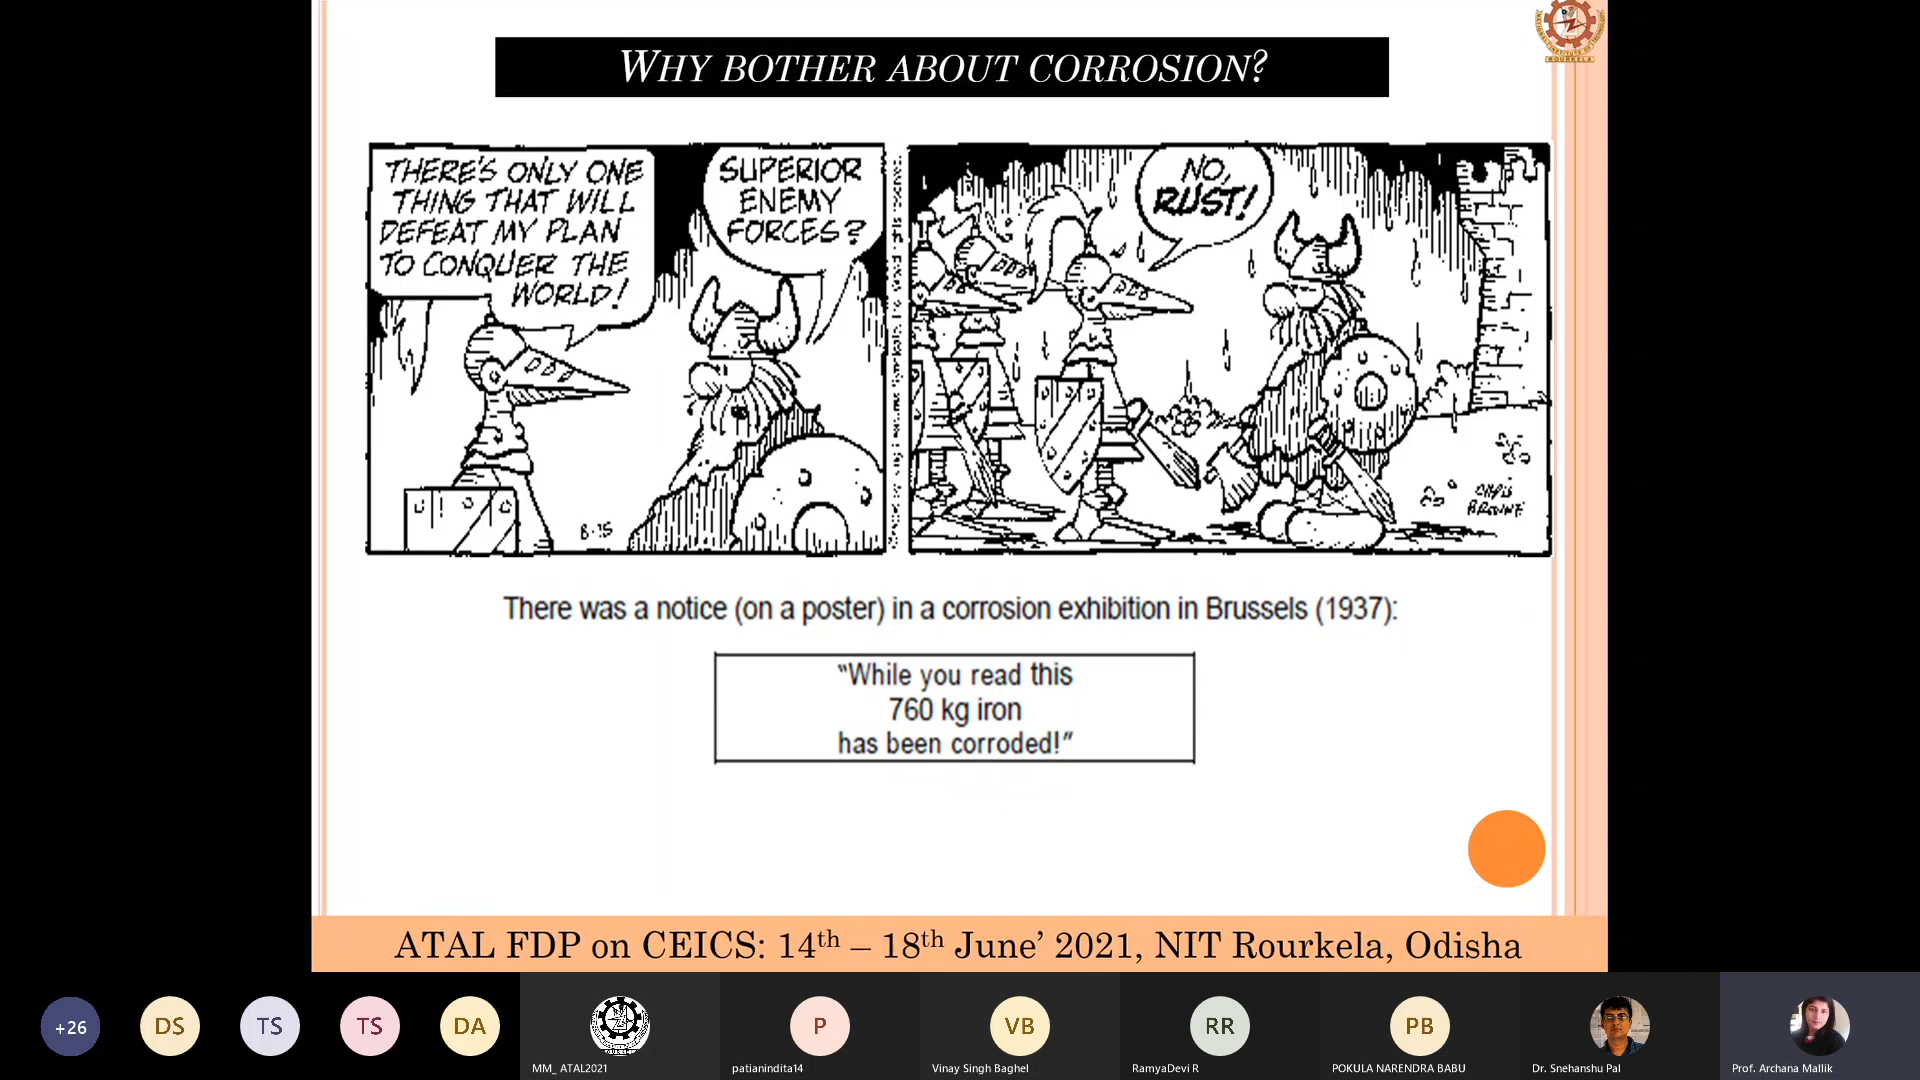 WHY BOTHER ABOUT CORROSION?
ROURKELA
THERE'S ONLY ONE
THING THAT WILL
DEFEAT MY PLAN
TO CONQUER THE
WORLD!
SUPERIOR
ENEMY
FORCES?
8-15
NO,
RUST!
CHRIS
BROWNE
There was a notice (on a poster) in a corrosion exhibition in Brussels (1937):
"While you read this
760 kg iron
has been corroded!"
ATAL FDP on CEICS: 14th – 18th June' 2021, NIT Rourkela, Odisha
+26
DS
TS
TS
DA
P
VB
RR
PB
MM_ ATAL2021
patianindita14
Vinay Singh Baghel
RamyaDevi R
POKULA NARENDRA BABU
Dr. Snehanshu Pal
Prof. Archana Mallik